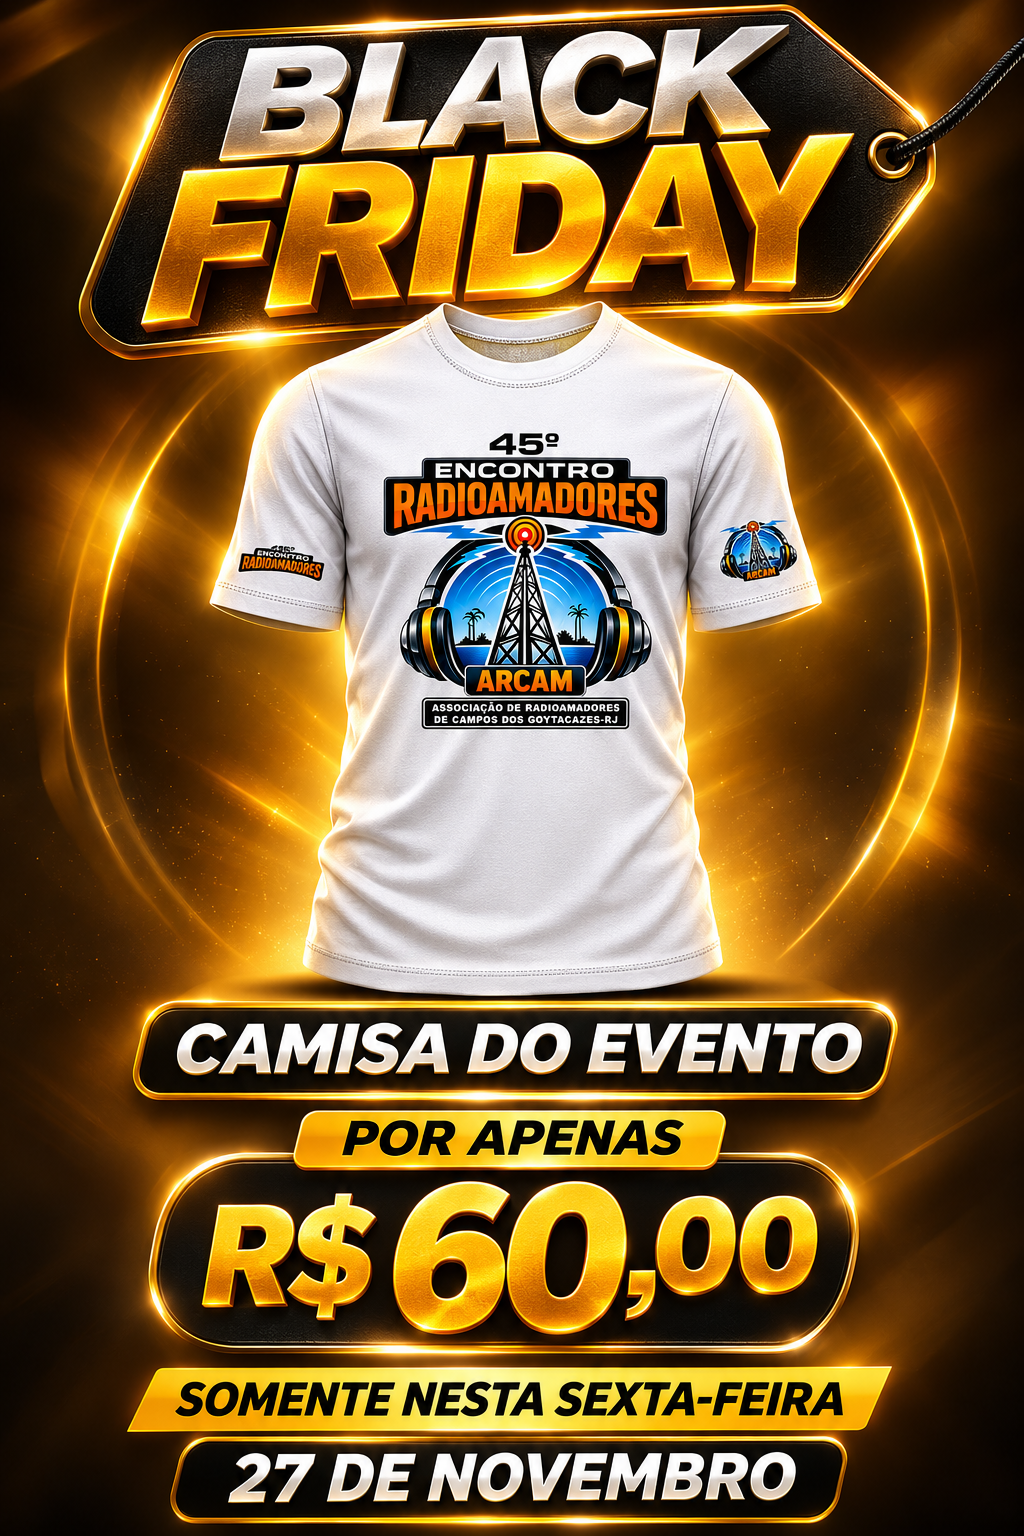 BLACK
FRIDAY
45º
ENCONTRO
RADIOAMADORES
ARCAM
ASSOCIAÇÃO DE RADIOAMADORES
DE CAMPOS DOS GOYTACAZES-RJ
45º
ENCONTRO
RADIOAMADORES
ARCAM
CAMISA DO EVENTO
POR APENAS
R$ 60,00
SOMENTE NESTA SEXTA-FEIRA
27 DE NOVEMBRO